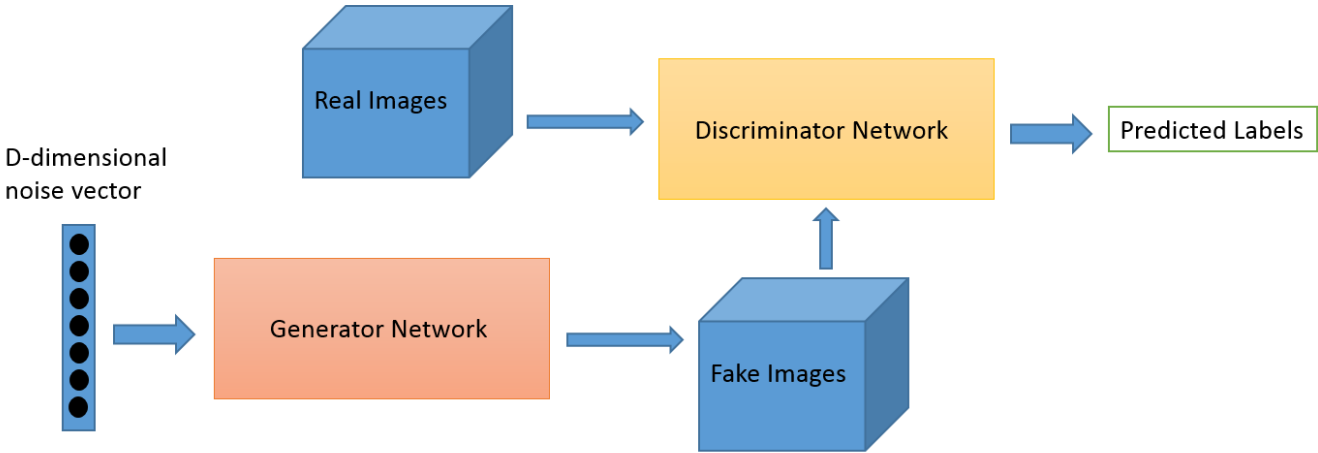 Real Images
Discriminator Network
Predicted Labels
D-dimensional
noise vector
Generator Network
Fake Images